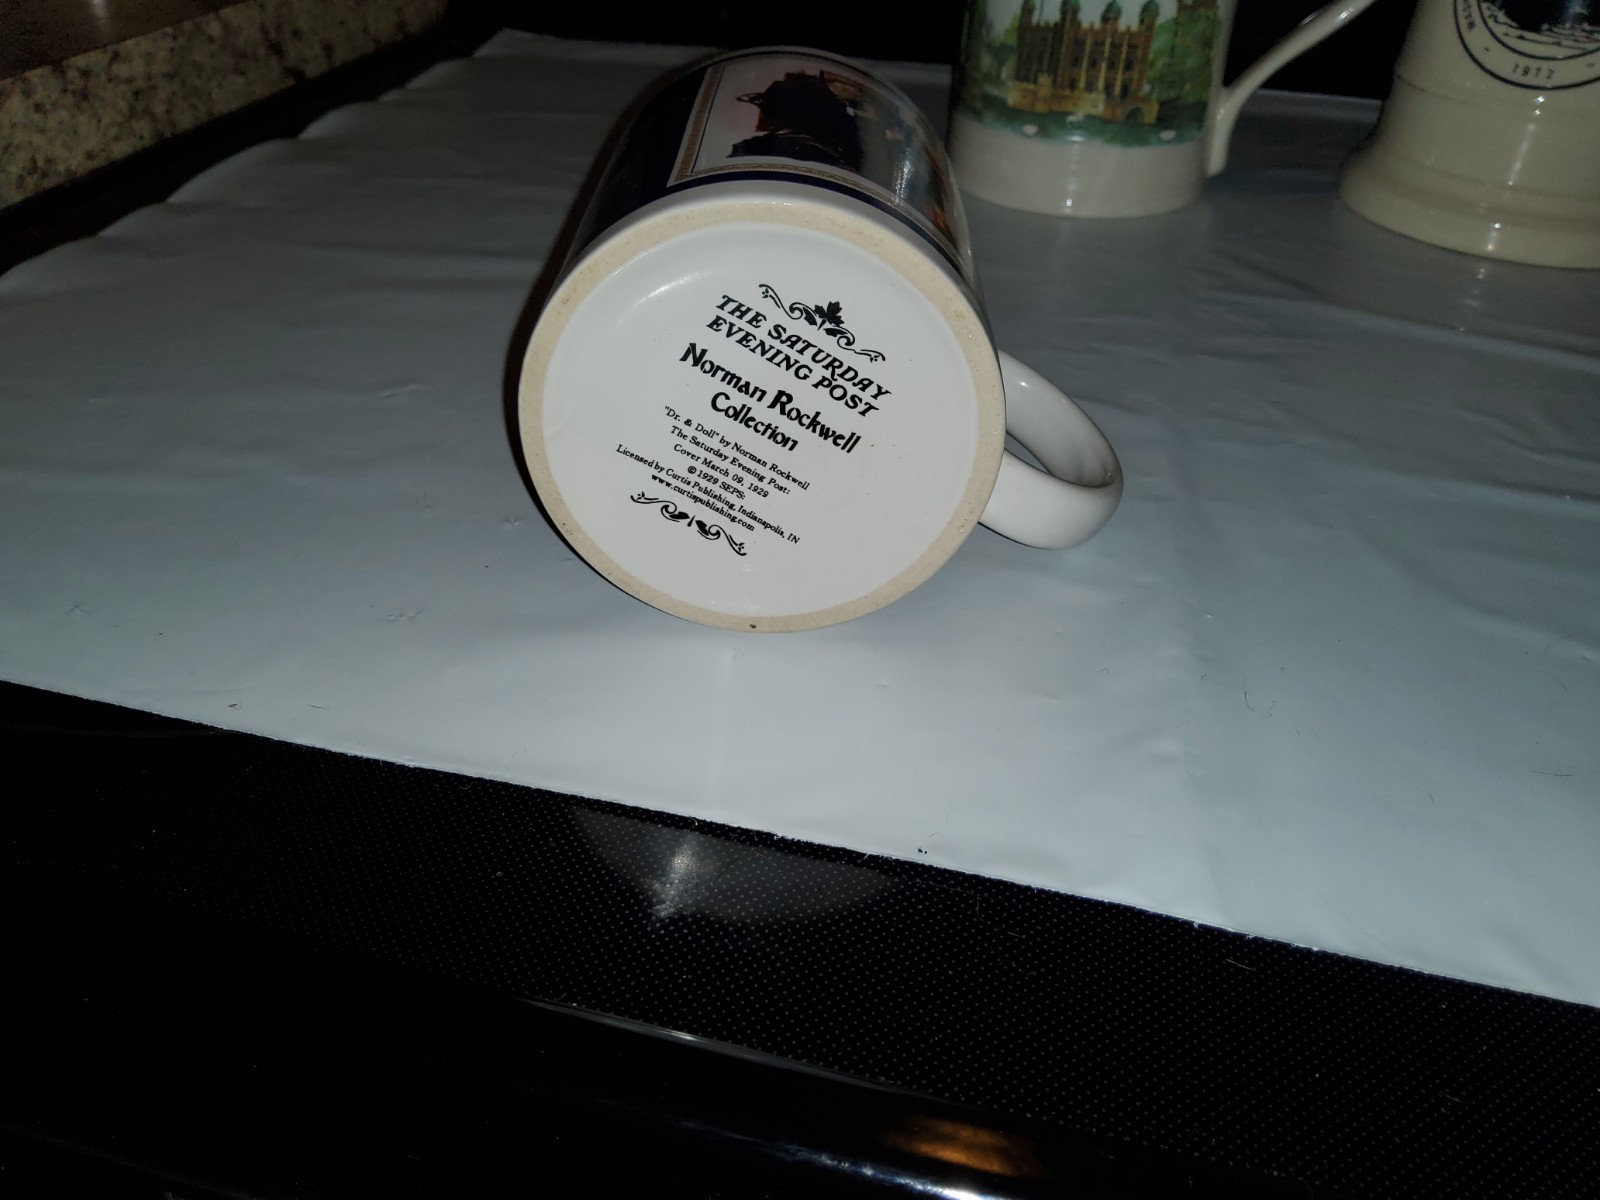 THE SATURDAY
EVENING POST
Norman Rockwell
Collection
"Dr. & Doll" by Norman Rockwell
The Saturday Evening Post:
Cover March 09, 1929
© 1929 SEPS:
Licensed by Curtis Publishing, Indianapolis, IN
www.curtispublishing.com
1977